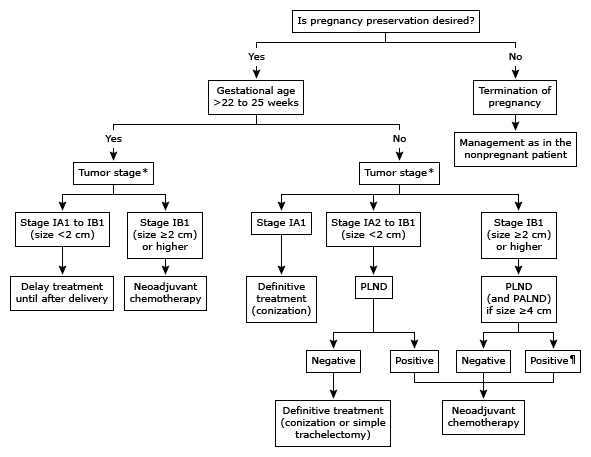 Is pregnancy preservation desired?
Yes
No
Gestational age
>22 to 25 weeks
Termination of
pregnancy
Yes
No
Management as in the
nonpregnant patient
Tumor stage*
Tumor stage*
Stage IA1 to IB1
(size <2 cm)
Stage IB1
(size ≥2 cm)
or higher
Stage IA1
Stage IA2 to IB1
(size <2 cm)
Stage IB1
(size ≥2 cm)
or higher
Delay treatment
until after delivery
Neoadjuvant
chemotherapy
Definitive
treatment
(conization)
PLND
PLND
(and PALND)
if size ≥4 cm
Negative
Positive
Negative
Positive¶
Definitive treatment
(conization or simple
trachelectomy)
Neoadjuvant
chemotherapy